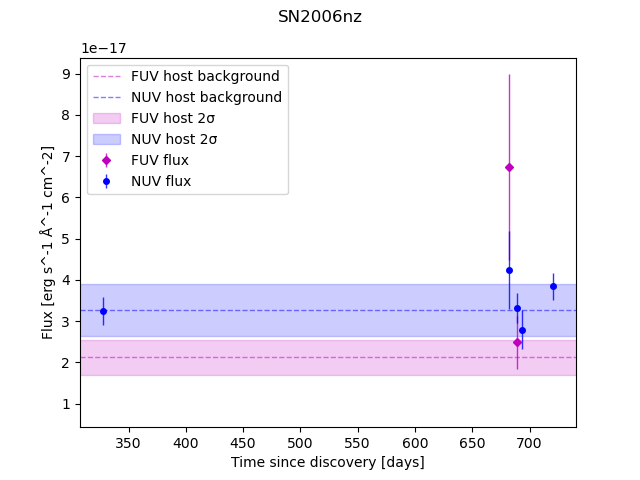 SN2006nz
1e−17
FUV host background
NUV host background
FUV host 2σ
NUV host 2σ
FUV flux
NUV flux
9
8
7
6
5
4
3
2
1
Flux [erg s^-1 Å^-1 cm^-2]
350 400 450 500 550 600 650 700
Time since discovery [days]